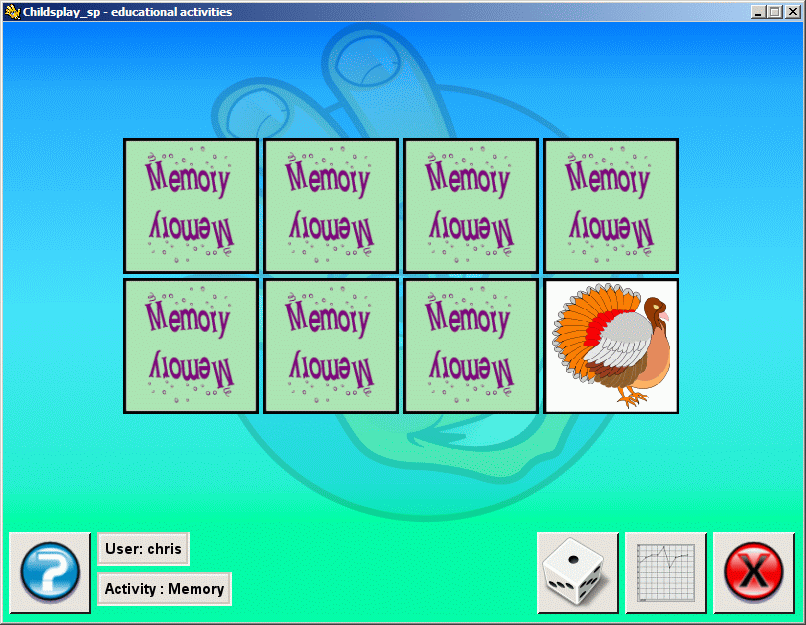 Childsplay_sp - educational activities
Memory Memory Memory Memory
Memory Memory Memory Memory
Memory Memory Memory
Memory Memory Memory
?
User: chris
Activity : Memory
X